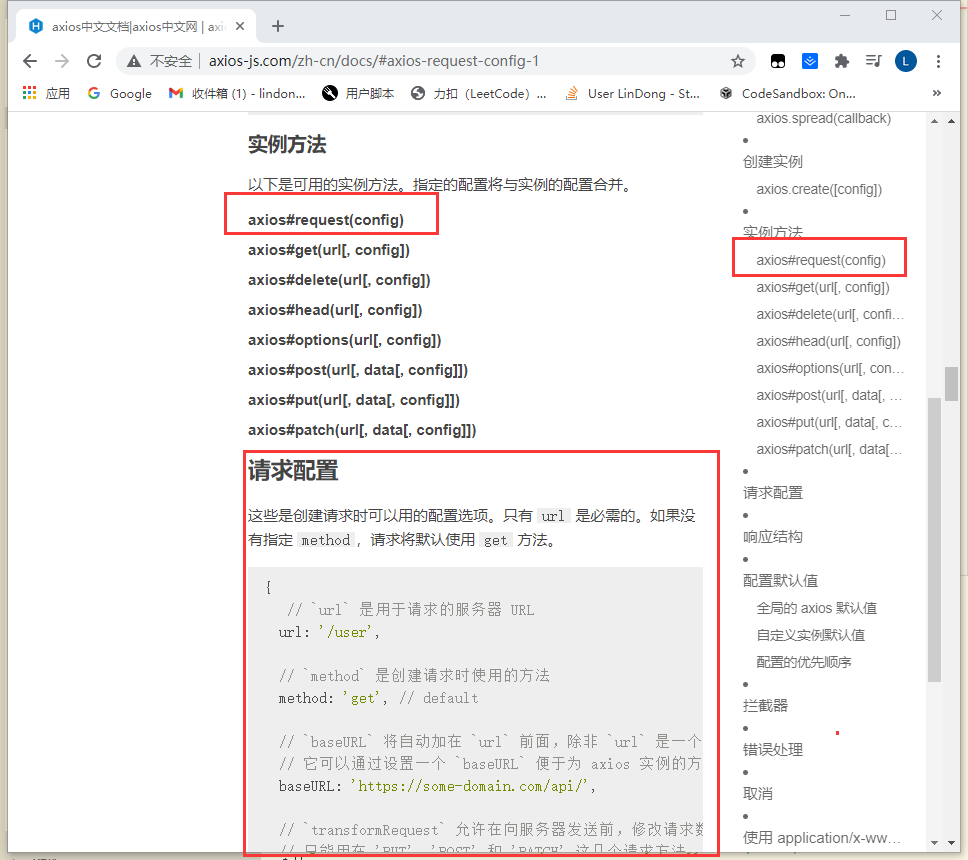 axios中文文档|axios中文网 | axi
不安全 | axios-js.com/zh-cn/docs/#axios-request-config-1
L
应用 Google 收件箱 (1) - lindon... 用户脚本 力扣（LeetCode）... User LinDong - St... CodeSandbox: On... »
实例方法
以下是可用的实例方法。指定的配置将与实例的配置合并。
axios#request(config)
axios#get(url[, config])
axios#delete(url[, config])
axios#head(url[, config])
axios#options(url[, config])
axios#post(url[, data[, config]])
axios#put(url[, data[, config]])
axios#patch(url[, data[, config]])
请求配置
这些是创建请求时可以用的配置选项。只有 url 是必需的。如果没
有指定 method，请求将默认使用 get 方法。
{
// `url` 是用于请求的服务器 URL
url: '/user',
// `method` 是创建请求时使用的方法
method: 'get', // default
// `baseURL` 将自动加在 `url` 前面，除非 `url` 是一个
// 它可以通过设置一个 `baseURL` 便于为 axios 实例的方
baseURL: 'https://some-domain.com/api/',
// `transformRequest` 允许在向服务器发送前，修改请求数
// 只能用在 'PUT', 'POST' 和 'PATCH' 这几个请求方法
axios.spread(callback)
创建实例
axios.create([config])
实例方法
axios#request(config)
axios#get(url[, config])
axios#delete(url[, confi...
axios#head(url[, config])
axios#options(url[, con...
axios#post(url[, data[, ...
axios#put(url[, data[, c...
axios#patch(url[, data[...
请求配置
响应结构
配置默认值
全局的 axios 默认值
自定义实例默认值
配置的优先顺序
拦截器
错误处理
取消
使用 application/x-ww...